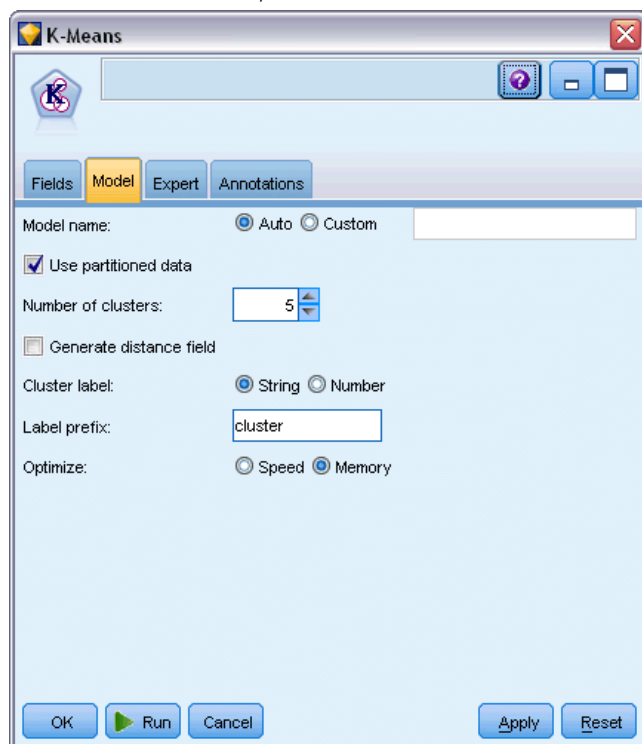 K-Means
K
Fields Model Expert Annotations
Model name: Auto Custom
Use partitioned data
Number of clusters: 5
Generate distance field
Cluster label: String Number
Label prefix: cluster
Optimize: Speed Memory
OK Run Cancel Apply Reset